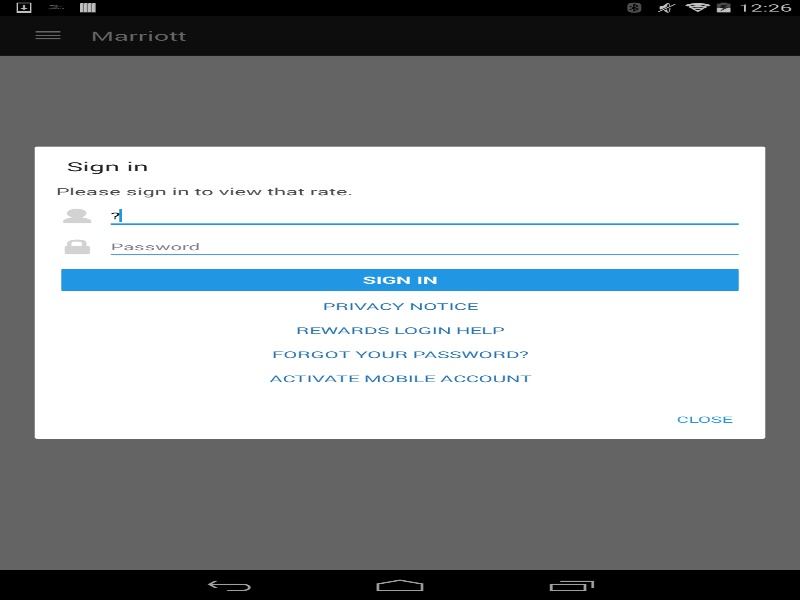 12:26
Marriott
Sign in
Please sign in to view that rate.
?
Password
SIGN IN
PRIVACY NOTICE
REWARDS LOGIN HELP
FORGOT YOUR PASSWORD?
ACTIVATE MOBILE ACCOUNT
CLOSE